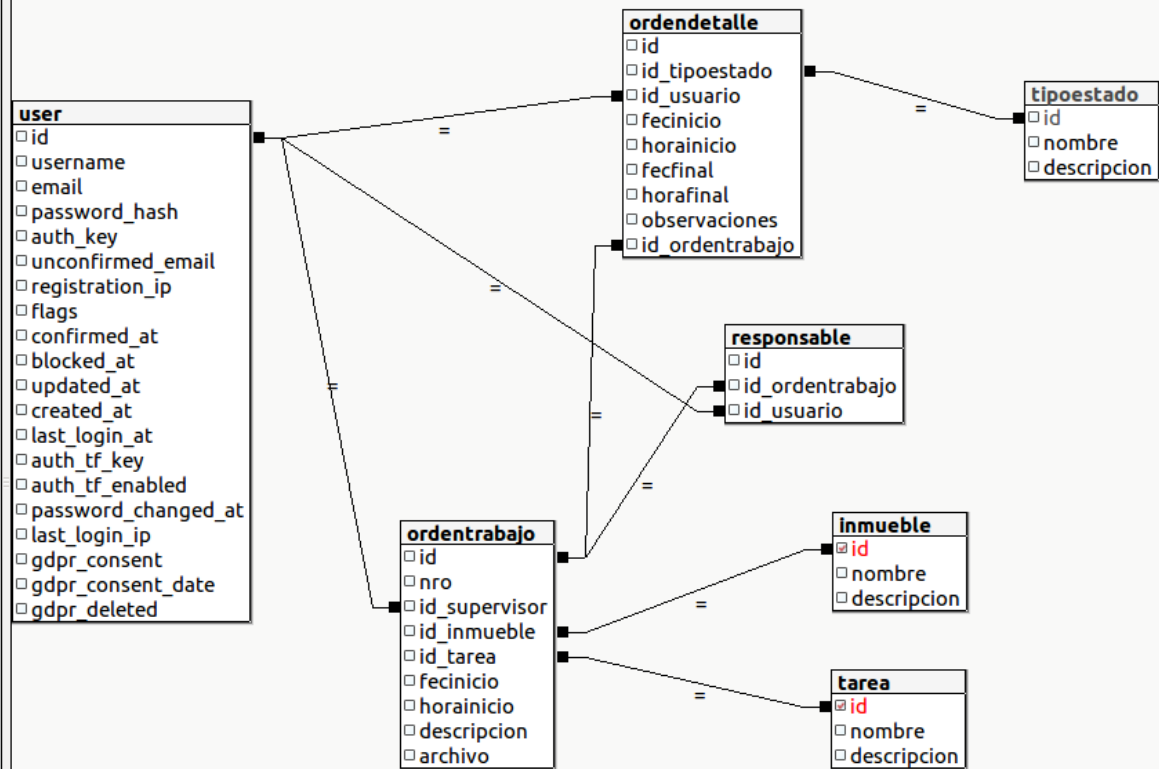 user
id
username
email
password_hash
auth_key
unconfirmed_email
registration_ip
flags
confirmed_at
blocked_at
updated_at
created_at
last_login_at
auth_tf_key
auth_tf_enabled
password_changed_at
last_login_ip
gdpr_consent
gdpr_consent_date
gdpr_deleted
=
=
=
ordendetalle
id
id_tipoestado
id_usuario
fecinicio
horainicio
fecfinal
horafinal
observaciones
id_ordentrabajo
=
tipoestado
id
nombre
descripcion
=
=
responsable
id
id_ordentrabajo
id_usuario
ordentrabajo
id
nro
id_supervisor
id_inmueble
id_tarea
fecinicio
horainicio
descripcion
archivo
=
inmueble
id
nombre
descripcion
=
tarea
id
nombre
descripcion